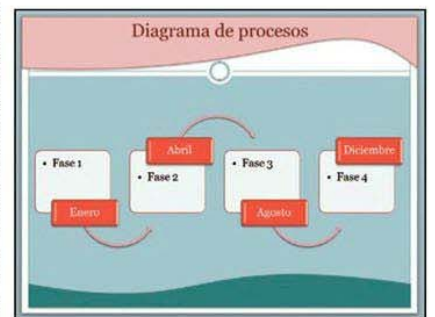 Diagrama de procesos
• Fase 1
Enero
Abril
• Fase 2
• Fase 3
Agosto
Diciembre
• Fase 4